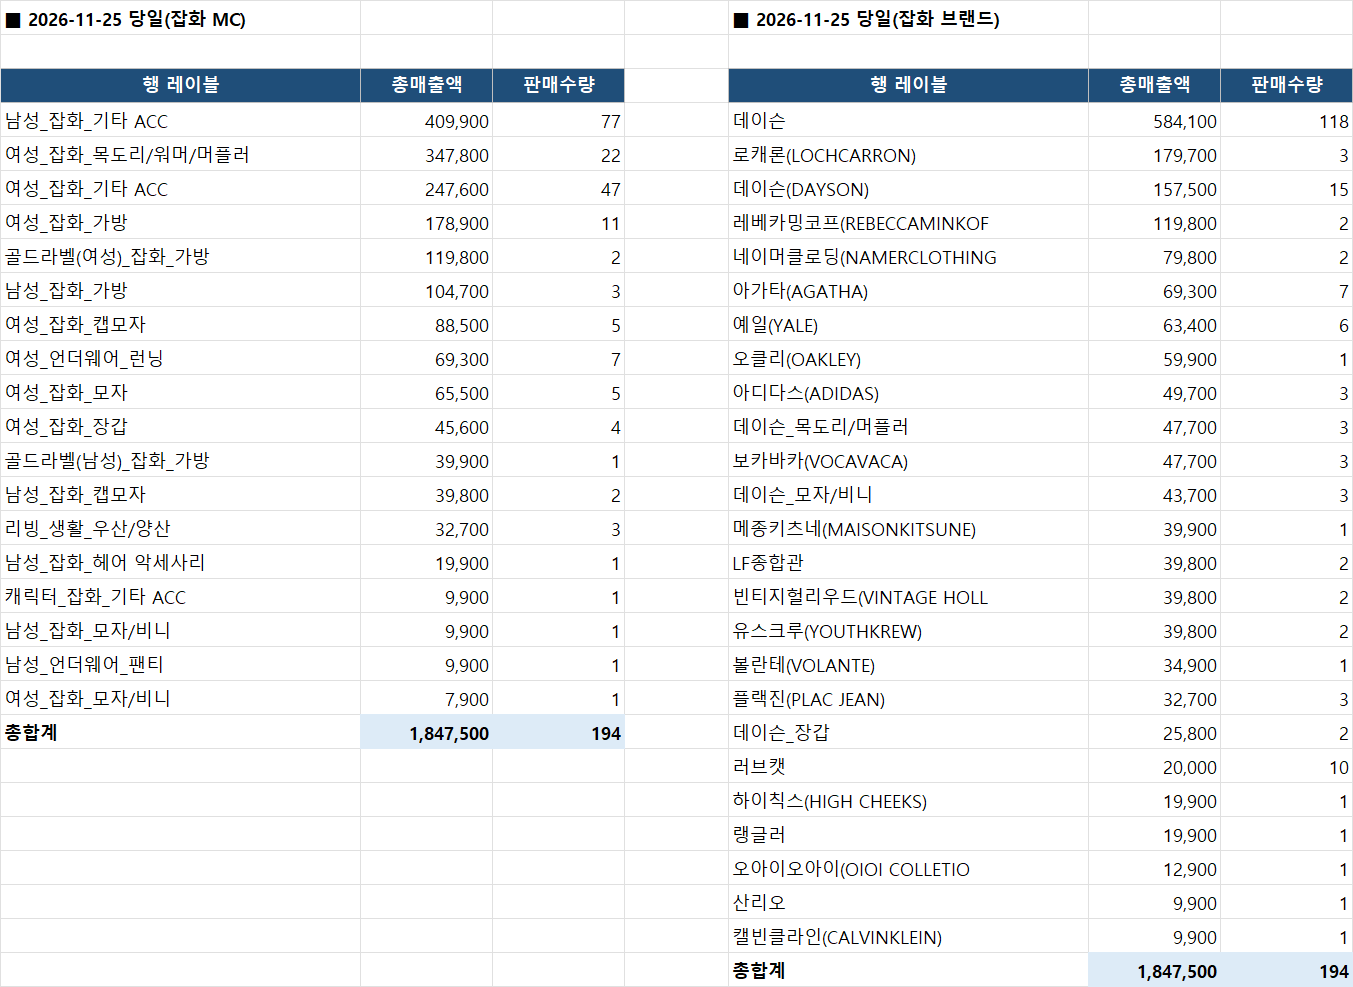 ■ 2026-11-25 당일(잡화 MC)
행 레이블 총매출액 판매수량
남성_잡화_기타 ACC 409,900 77
여성_잡화_목도리/워머/머플러 347,800 22
여성_잡화_기타 ACC 247,600 47
여성_잡화_가방 178,900 11
골드라벨(여성)_잡화_가방 119,800 2
남성_잡화_가방 104,700 3
여성_잡화_캡모자 88,500 5
여성_언더웨어_런닝 69,300 7
여성_잡화_모자 65,500 5
여성_잡화_장갑 45,600 4
골드라벨(남성)_잡화_가방 39,900 1
남성_잡화_캡모자 39,800 2
리빙_생활_우산/양산 32,700 3
남성_잡화_헤어 악세사리 19,900 1
캐릭터_잡화_기타 ACC 9,900 1
남성_잡화_모자/비니 9,900 1
남성_언더웨어_팬티 9,900 1
여성_잡화_모자/비니 7,900 1
총합계 1,847,500 194
■ 2026-11-25 당일(잡화 브랜드)
행 레이블 총매출액 판매수량
데이슨 584,100 118
로캐론(LOCHCARRON) 179,700 3
데이슨(DAYSON) 157,500 15
레베카밍코프(REBECCAMINKOF 119,800 2
네이머클로딩(NAMERCLOTHING 79,800 2
아가타(AGATHA) 69,300 7
예일(YALE) 63,400 6
오클리(OAKLEY) 59,900 1
아디다스(ADIDAS) 49,700 3
데이슨_목도리/머플러 47,700 3
보카바카(VOCAVACA) 47,700 3
데이슨_모자/비니 43,700 3
메종키츠네(MAISONKITSUNE) 39,900 1
LF종합관 39,800 2
빈티지헐리우드(VINTAGE HOLL 39,800 2
유스크루(YOUTHKREW) 39,800 2
볼란테(VOLANTE) 34,900 1
플랙진(PLAC JEAN) 32,700 3
데이슨_장갑 25,800 2
러브캣 20,000 10
하이칙스(HIGH CHEEKS) 19,900 1
랭글러 19,900 1
오아이오아이(OIOI COLLETIO 12,900 1
산리오 9,900 1
캘빈클라인(CALVINKLEIN) 9,900 1
총합계 1,847,500 194